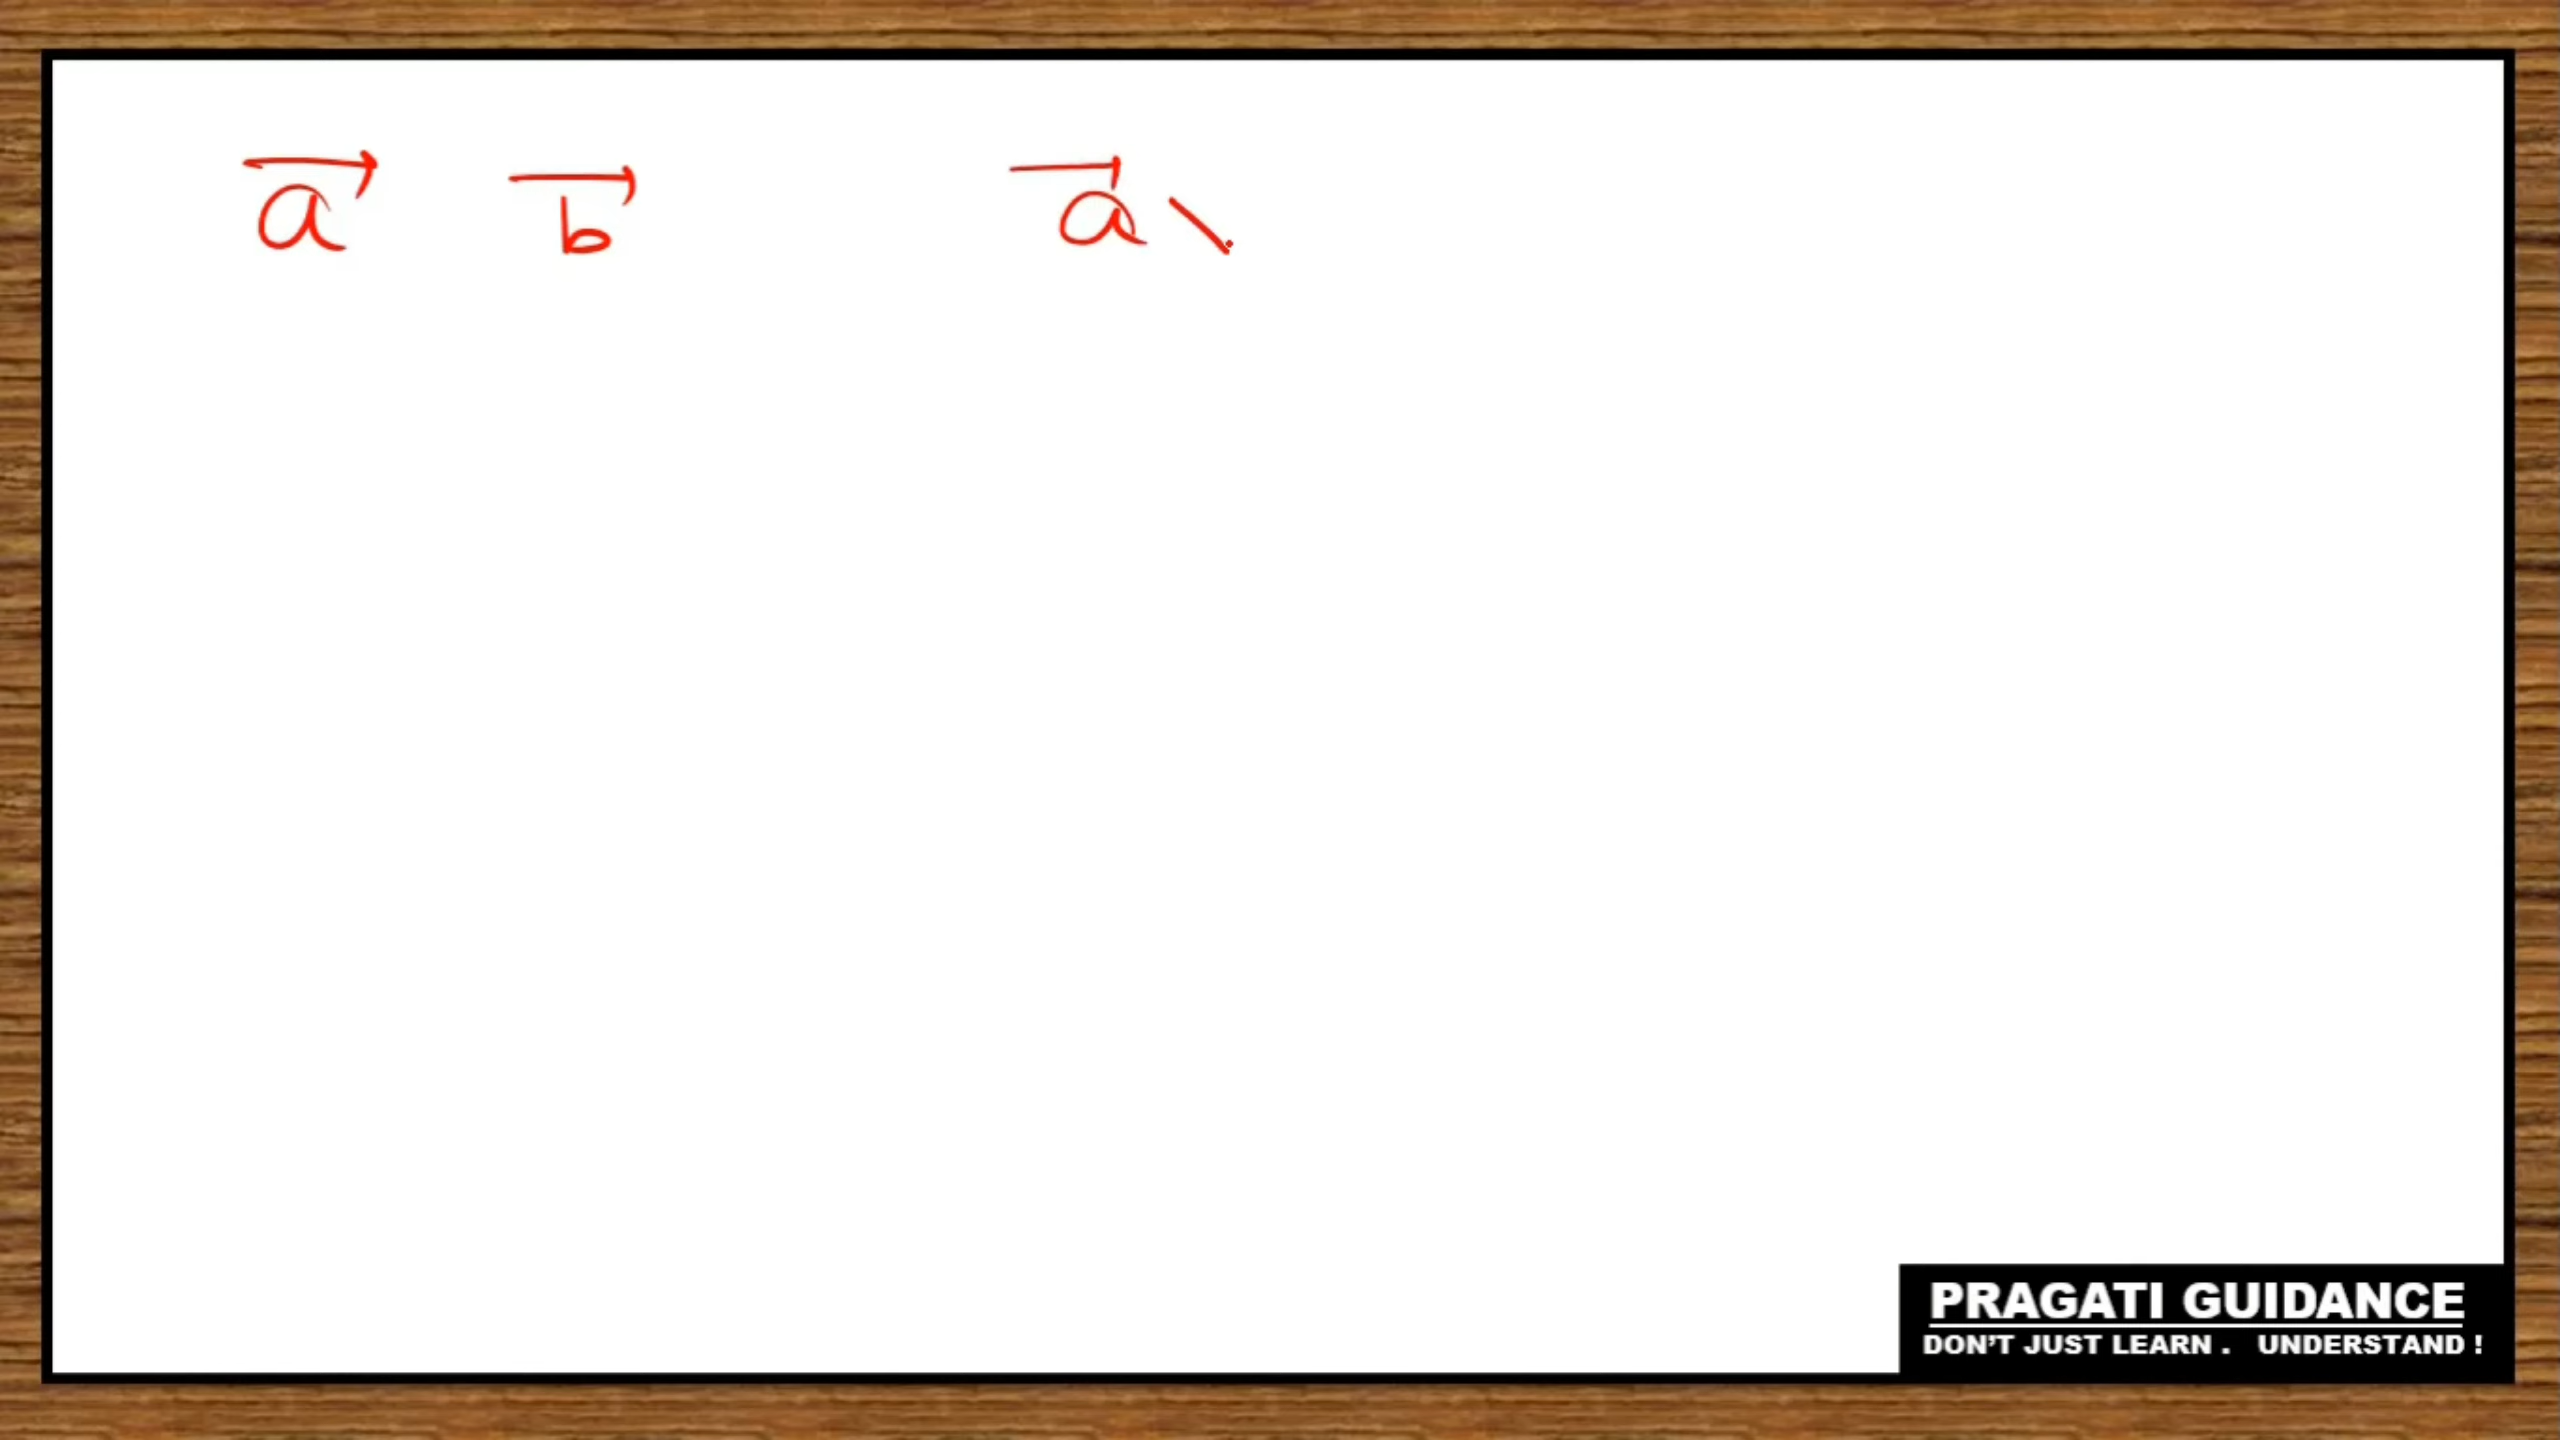 a⃗ b⃗ a⃗ \
PRAGATI GUIDANCE
DON'T JUST LEARN . UNDERSTAND !